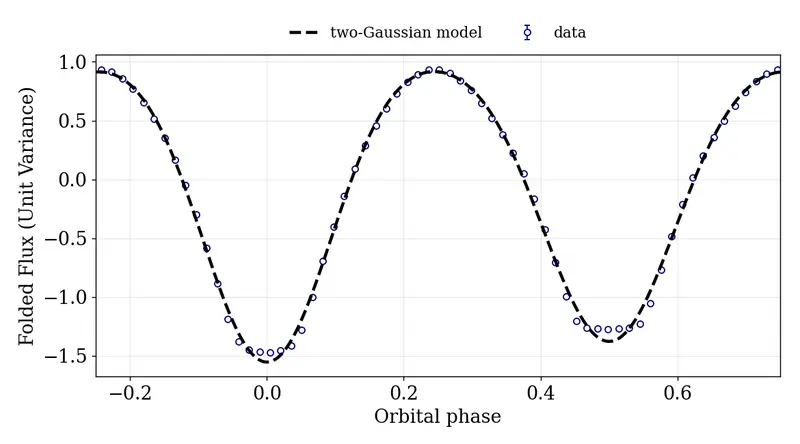 two-Gaussian model data
1.0
0.5
0.0
−0.5
−1.0
−1.5
Folded Flux (Unit Variance)
−0.2 0.0 0.2 0.4 0.6
Orbital phase